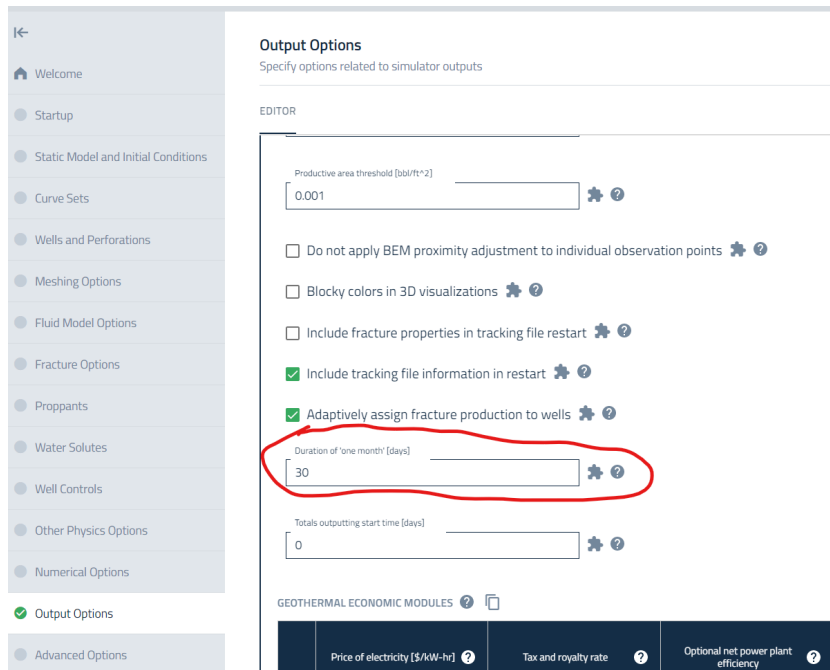 Output Options
Specify options related to simulator outputs
Welcome
Startup
Static Model and Initial Conditions
Curve Sets
Wells and Perforations
Meshing Options
Fluid Model Options
Fracture Options
Proppants
Water Solutes
Well Controls
Other Physics Options
Numerical Options
Output Options
Advanced Options
EDITOR
Productive area threshold [bbl/ft^2]
0.001
Do not apply BEM proximity adjustment to individual observation points
Blocky colors in 3D visualizations
Include fracture properties in tracking file restart
Include tracking file information in restart
Adaptively assign fracture production to wells
Duration of 'one month' [days]
30
Totals outputting start time [days]
0
GEOTHERMAL ECONOMIC MODULES
Price of electricity [$/kW-hr]
Tax and royalty rate
Optional net power plant
efficiency